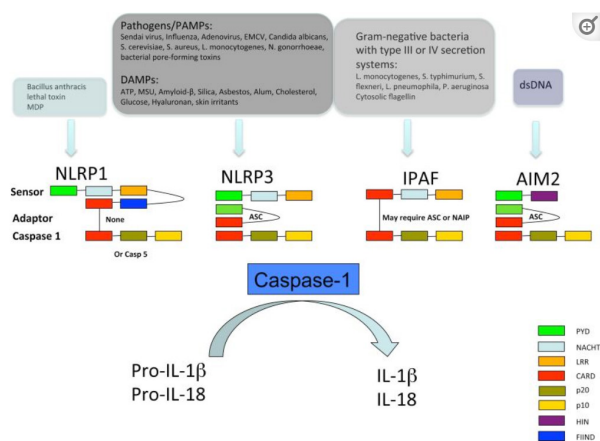 Pathogens/PAMPs:
Sendai virus, Influenza, Adenovirus, EMCV, Candida albicans,
S. cerevisiae, S. aureus, L. monocytogenes, N. gonorrhoeae,
bacterial pore-forming toxins
DAMPs:
ATP, MSU, Amyloid-β, Silica, Asbestos, Alum, Cholesterol,
Glucose, Hyaluronan, skin irritants
Gram-negative bacteria
with type III or IV secretion
systems:
L. monocytogenes, S. typhimurium, S.
flexneri, L. pneumophila, P. aeruginosa
Cytosolic flagellin
Bacillus anthracis
lethal toxin
MDP
dsDNA
NLRP1
NLRP3
IPAF
AIM2
Sensor
Adaptor
None
ASC
May require ASC or NAIP
ASC
Caspase 1
Or Casp 5
Caspase-1
Pro-IL-1β
Pro-IL-18
IL-1β
IL-18
PYD
NACHT
LRR
CARD
p20
p10
HIN
FIIND